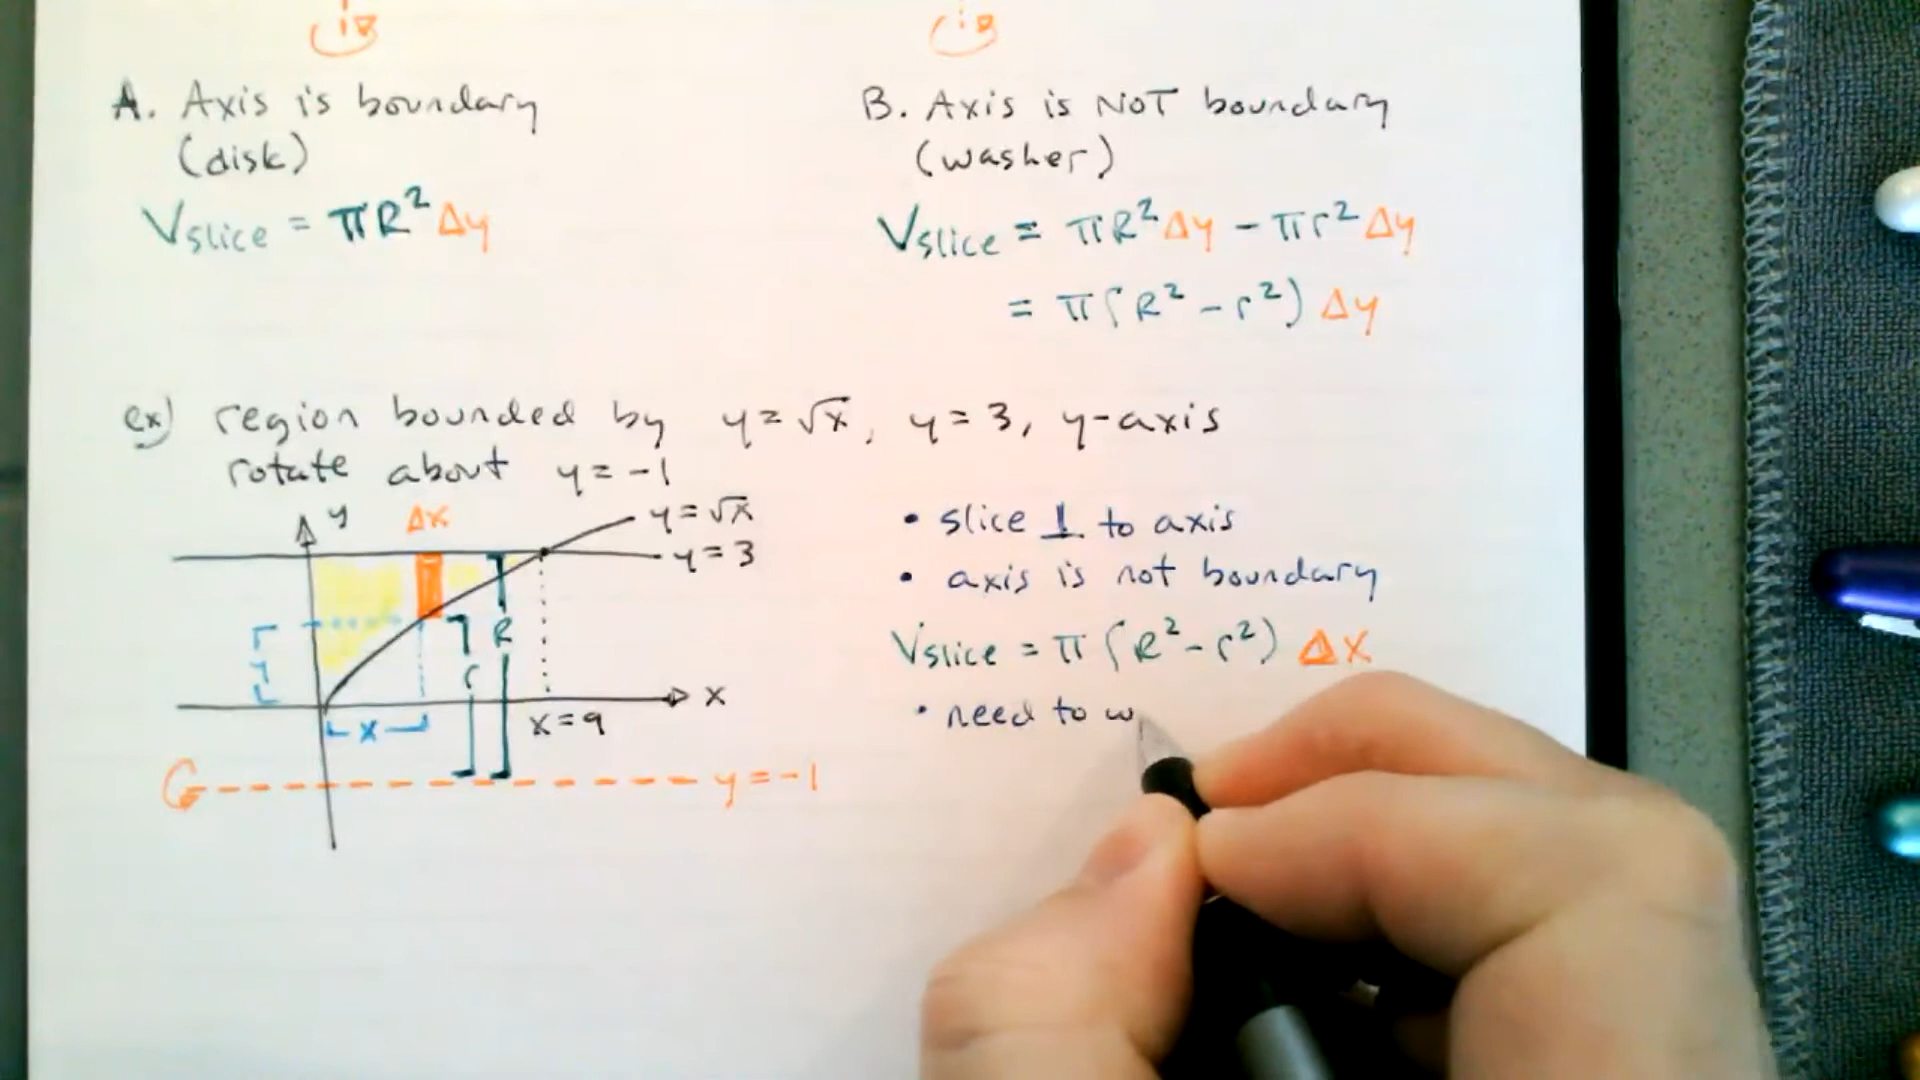 A. Axis is boundary
(disk)
Vslice = πR² Δy
B. Axis is NOT boundary
(washer)
Vslice = πR² Δy - πr² Δy
= π(R² - r²) Δy
ex) region bounded by y = √x, y = 3, y-axis
rotate about y = -1
y
Δx
y = √x
y = 3
y
r
R
x
x
x = 9
y = -1
• slice ⊥ to axis
• axis is not boundary
Vslice = π (R² - r²) Δx
• need to w